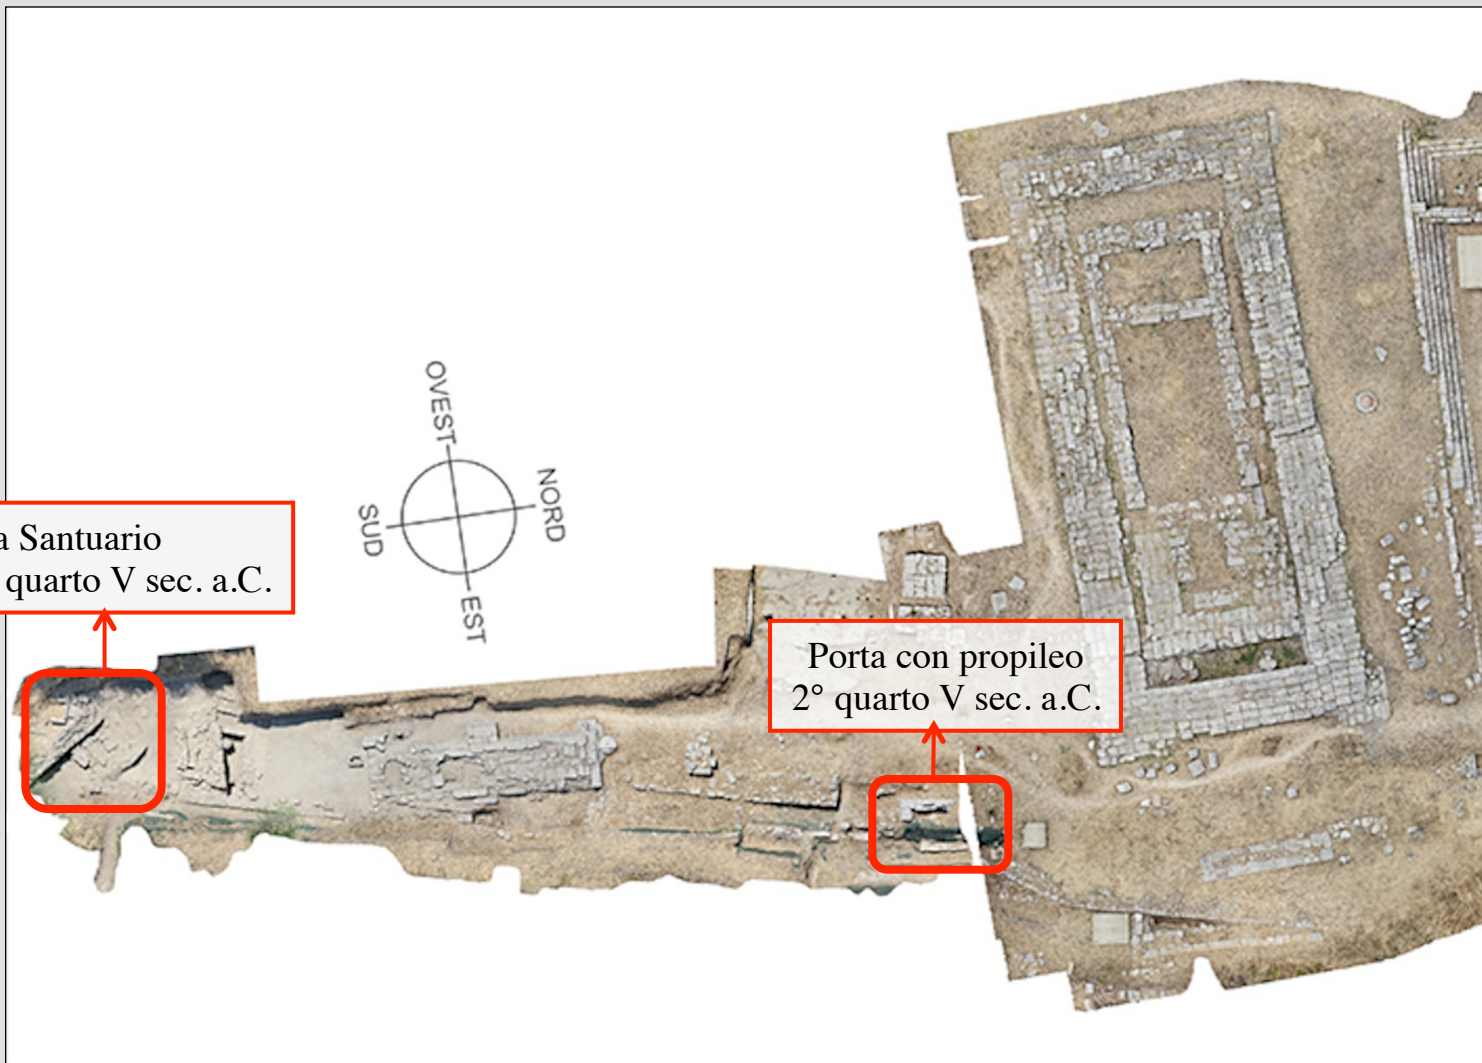 OVEST
NORD
SUD
EST
a Santuario
quarto V sec. a.C.
Porta con propileo
2° quarto V sec. a.C.